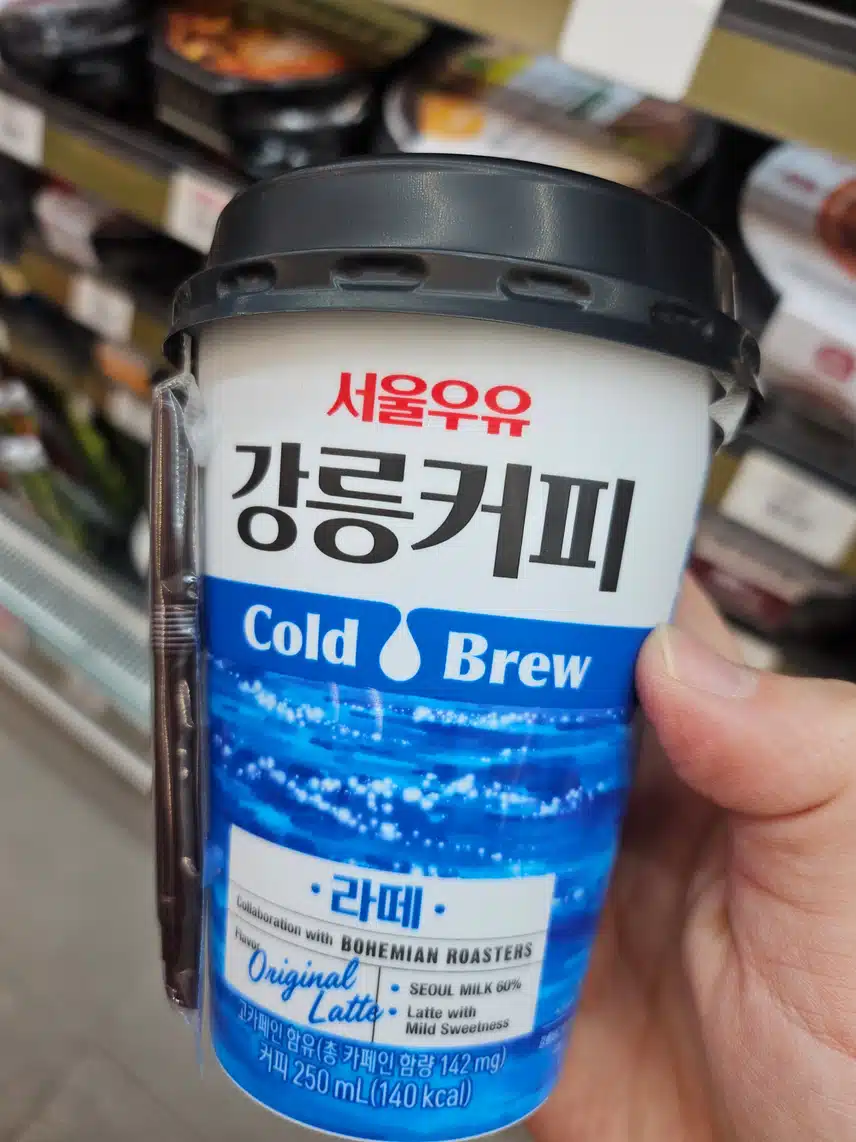 서울우유
강릉커피
Cold Brew
· 라떼 ·
Collaboration with BOHEMIAN ROASTERS
Flavor
Original
Latte
• SEOUL MILK 60%
• Latte with
Mild Sweetness
고카페인 함유(총 카페인 함량 142 mg)
커피 250 mL(140 kcal)